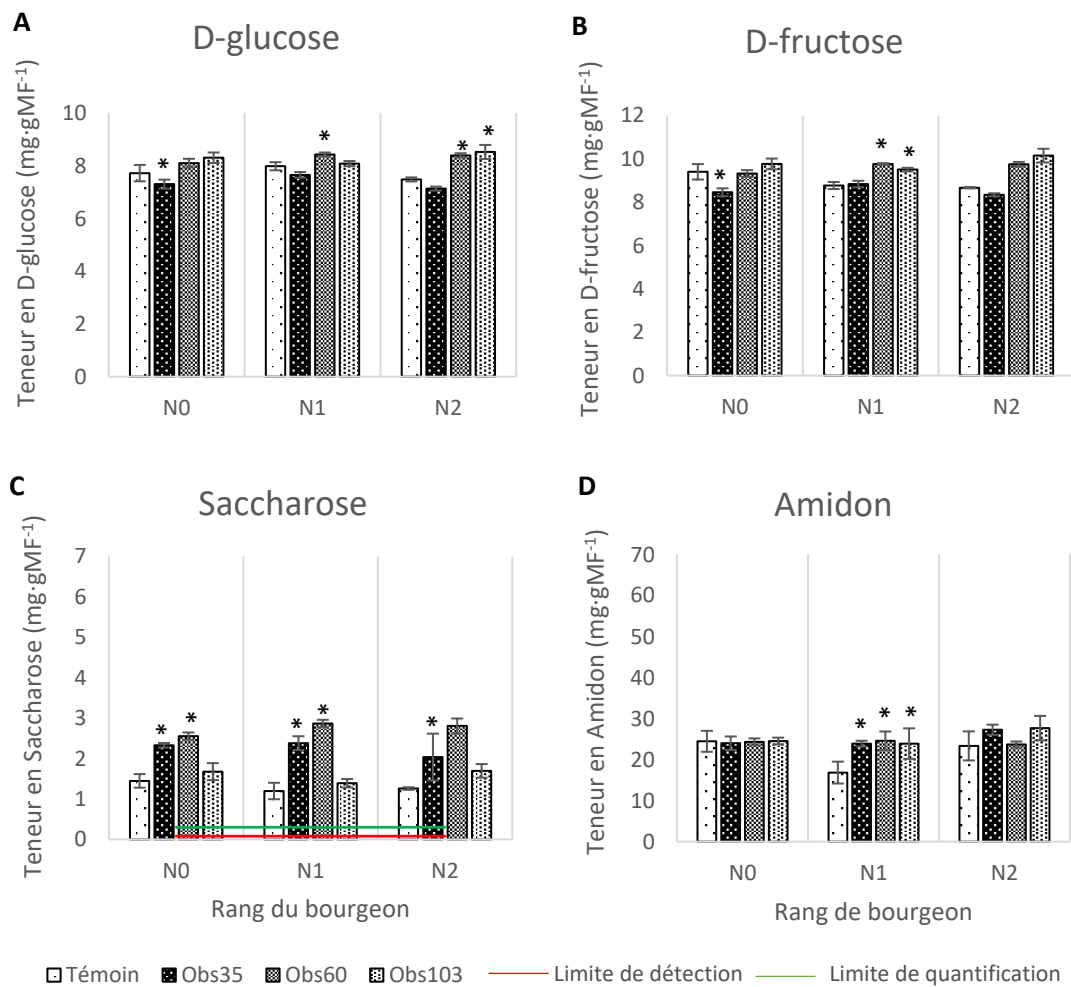 A
D-glucose
Teneur en D-glucose (mg·gMF-1)
10
8
6
4
2
0
* * * *
N0 N1 N2
B
D-fructose
Teneur en D-fructose (mg·gMF-1)
12
10
8
6
4
2
0
* * *
N0 N1 N2
C
Saccharose
Teneur en Saccharose (mg·gMF-1)
7
6
5
4
3
2
1
0
* * * * *
N0 N1 N2
Rang du bourgeon
D
Amidon
Teneur en Amidon (mg·gMF-1)
70
60
50
40
30
20
10
0
* * *
N0 N1 N2
Rang de bourgeon
Témoin Obs35 Obs60 Obs103 Limite de détection Limite de quantification